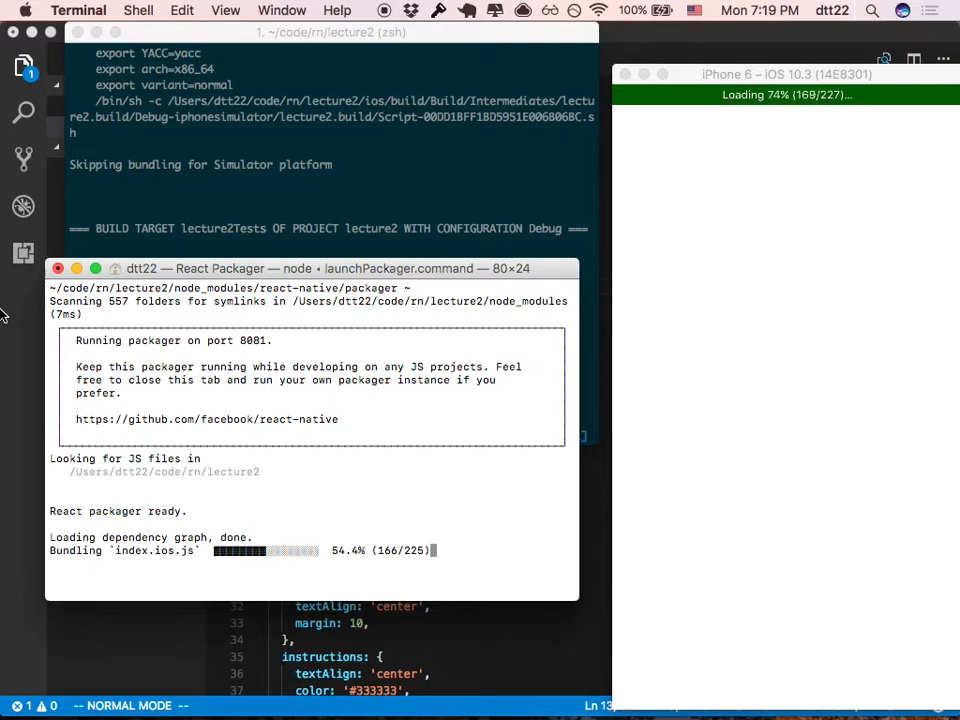 Terminal Shell Edit View Window Help 100% Mon 7:19 PM dtt22
1. ~/code/rn/lecture2 (zsh)
export YACC=yacc
export arch=x86_64
export variant=normal
/bin/sh -c /Users/dtt22/code/rn/lecture2/ios/build/Build/Intermediates/lectu
re2.build/Debug-iphonesimulator/lecture2.build/Script-00DD1BFF1BD5951E006B06BC.s
h
Skipping bundling for Simulator platform
=== BUILD TARGET lecture2Tests OF PROJECT lecture2 WITH CONFIGURATION Debug ===
iPhone 6 – iOS 10.3 (14E8301)
Loading 74% (169/227)...
1
dtt22 — React Packager — node ◂ launchPackager.command — 80×24
~/code/rn/lecture2/node_modules/react-native/packager ~
Scanning 557 folders for symlinks in /Users/dtt22/code/rn/lecture2/node_modules
(7ms)
Running packager on port 8081.
Keep this packager running while developing on any JS projects. Feel
free to close this tab and run your own packager instance if you
prefer.
https://github.com/facebook/react-native
Looking for JS files in
/Users/dtt22/code/rn/lecture2
React packager ready.
Loading dependency graph, done.
Bundling `index.ios.js` 54.4% (166/225)
32 textAlign: 'center',
33 margin: 10,
34 },
35 instructions: {
36 textAlign: 'center',
37 color: '#333333',
1 0 -- NORMAL MODE -- Ln 13